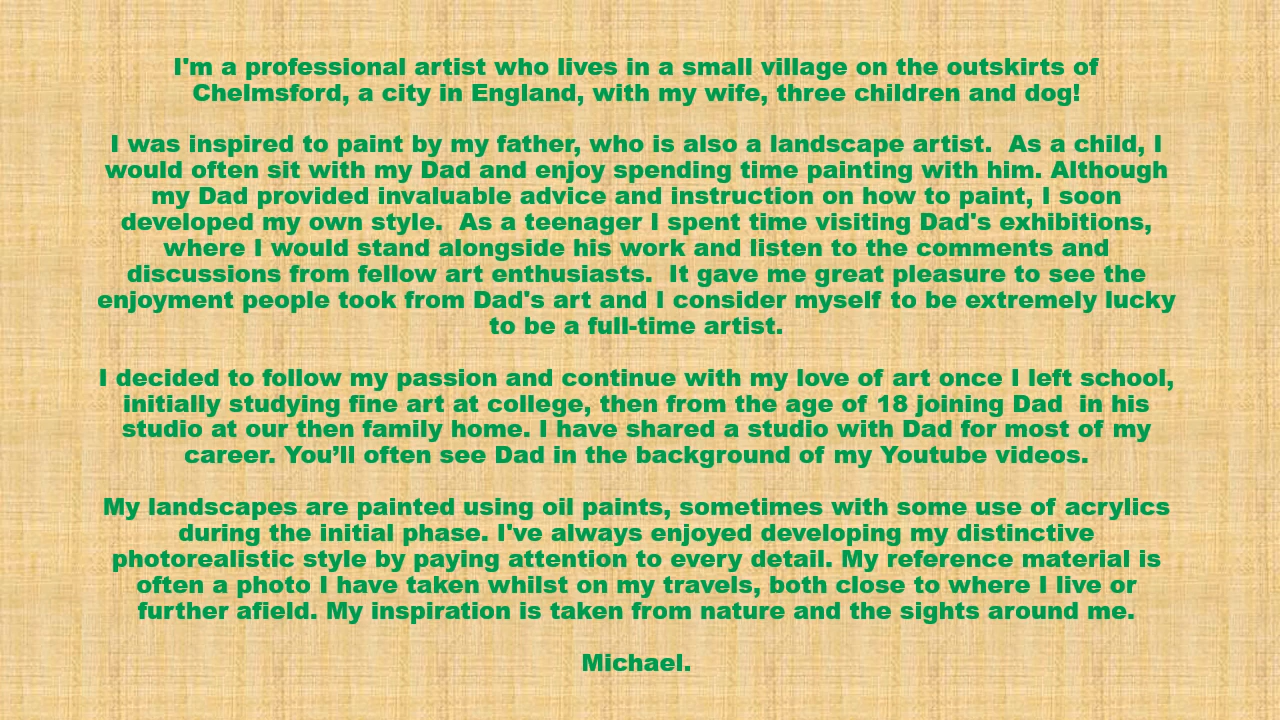 I'm a professional artist who lives in a small village on the outskirts of
Chelmsford, a city in England, with my wife, three children and dog!
I was inspired to paint by my father, who is also a landscape artist.  As a child, I
would often sit with my Dad and enjoy spending time painting with him. Although
my Dad provided invaluable advice and instruction on how to paint, I soon
developed my own style.  As a teenager I spent time visiting Dad's exhibitions,
where I would stand alongside his work and listen to the comments and
discussions from fellow art enthusiasts.  It gave me great pleasure to see the
enjoyment people took from Dad's art and I consider myself to be extremely lucky
to be a full-time artist.
I decided to follow my passion and continue with my love of art once I left school,
initially studying fine art at college, then from the age of 18 joining Dad  in his
studio at our then family home. I have shared a studio with Dad for most of my
career. You’ll often see Dad in the background of my Youtube videos.
My landscapes are painted using oil paints, sometimes with some use of acrylics
during the initial phase. I've always enjoyed developing my distinctive
photorealistic style by paying attention to every detail. My reference material is
often a photo I have taken whilst on my travels, both close to where I live or
further afield. My inspiration is taken from nature and the sights around me.
Michael.